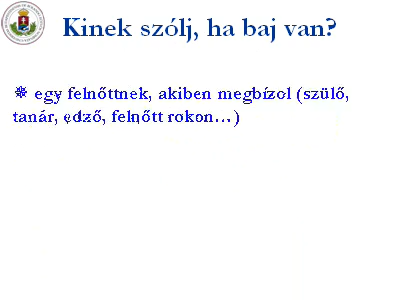 Kinek szólj, ha baj van?
egy felnőttnek, akiben megbízol (szülő,
tanár, edző, felnőtt rokon…)